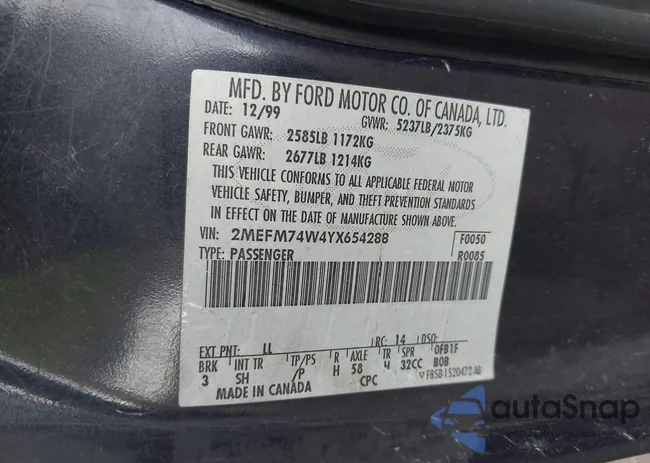 MFD. BY FORD MOTOR CO. OF CANADA, LTD.
DATE: 12/99 GVWR: 5237LB/2375KG
FRONT GAWR: 2585LB 1172KG
REAR GAWR: 2677LB 1214KG
THIS VEHICLE CONFORMS TO ALL APPLICABLE FEDERAL MOTOR
VEHICLE SAFETY, BUMPER, AND THEFT PREVENTION STANDARDS
IN EFFECT ON THE DATE OF MANUFACTURE SHOWN ABOVE.
VIN: 2MEFM74W4YX654288 F0050
TYPE: PASSENGER R0085
EXT PNT: LL RC: 14 DSO:
BRK INT TR TP/PS R AXLE TR SPR 0FB1F
3 SH /P H 58 4 32CC BOB
MADE IN CANADA CPC F85B-1520472-AB
autoSnap